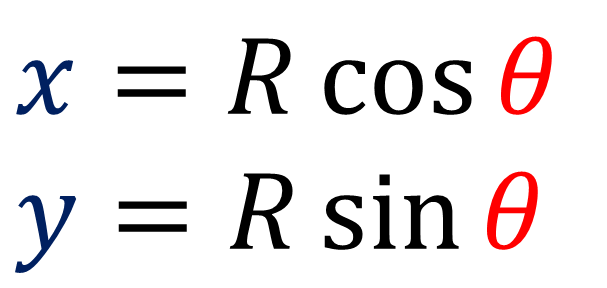 x = R cos θ
y = R sin θ